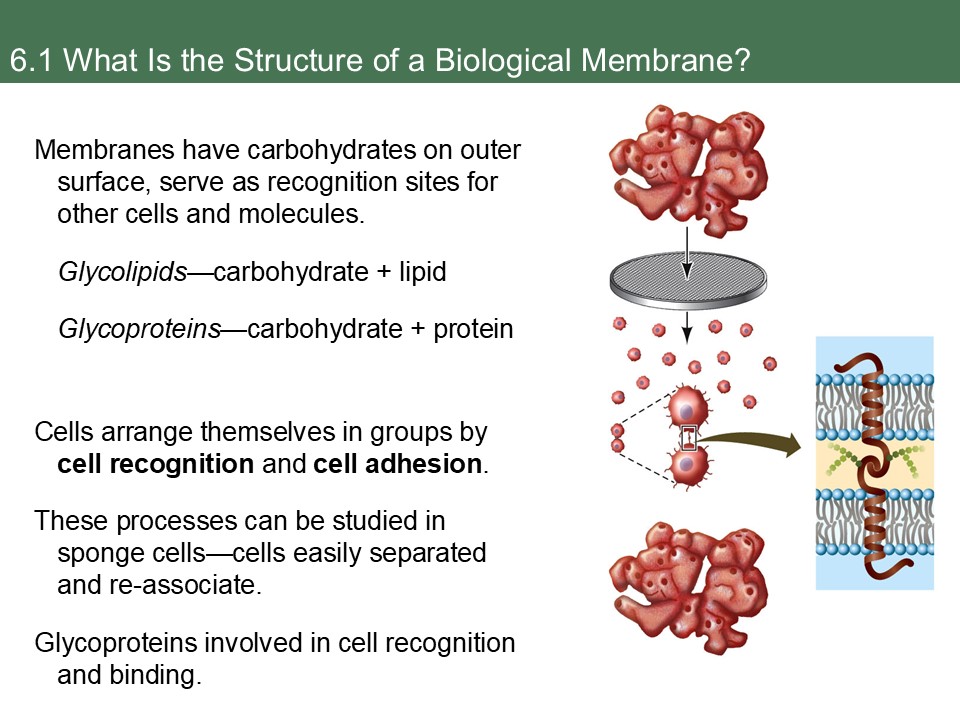 6.1 What Is the Structure of a Biological Membrane?
Membranes have carbohydrates on outer
surface, serve as recognition sites for
other cells and molecules.
Glycolipids—carbohydrate + lipid
Glycoproteins—carbohydrate + protein
Cells arrange themselves in groups by
cell recognition and cell adhesion.
These processes can be studied in
sponge cells—cells easily separated
and re-associate.
Glycoproteins involved in cell recognition
and binding.